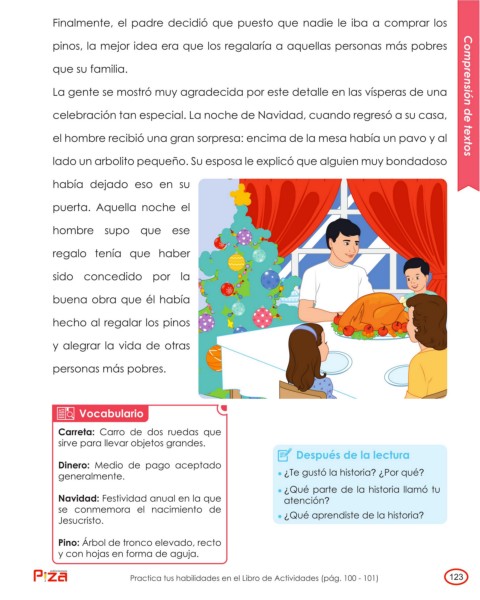 Finalmente, el padre decidió que puesto que nadie le iba a comprar los
pinos, la mejor idea era que los regalaría a aquellas personas más pobres
que su familia.
La gente se mostró muy agradecida por este detalle en las vísperas de una
celebración tan especial. La noche de Navidad, cuando regresó a su casa,
el hombre recibió una gran sorpresa: encima de la mesa había un pavo y al
lado un arbolito pequeño. Su esposa le explicó que alguien muy bondadoso
había dejado eso en su
puerta. Aquella noche el
hombre supo que ese
regalo tenía que haber
sido concedido por la
buena obra que él había
hecho al regalar los pinos
y alegrar la vida de otras
personas más pobres.
Comprensión de textos
Vocabulario
Carreta: Carro de dos ruedas que
sirve para llevar objetos grandes.
Dinero: Medio de pago aceptado
generalmente.
Navidad: Festividad anual en la que
se conmemora el nacimiento de
Jesucristo.
Pino: Árbol de tronco elevado, recto
y con hojas en forma de aguja.
Después de la lectura
• ¿Te gustó la historia? ¿Por qué?
• ¿Qué parte de la historia llamó tu
atención?
• ¿Qué aprendiste de la historia?
Piza
Practica tus habilidades en el Libro de Actividades (pág. 100 - 101)
123